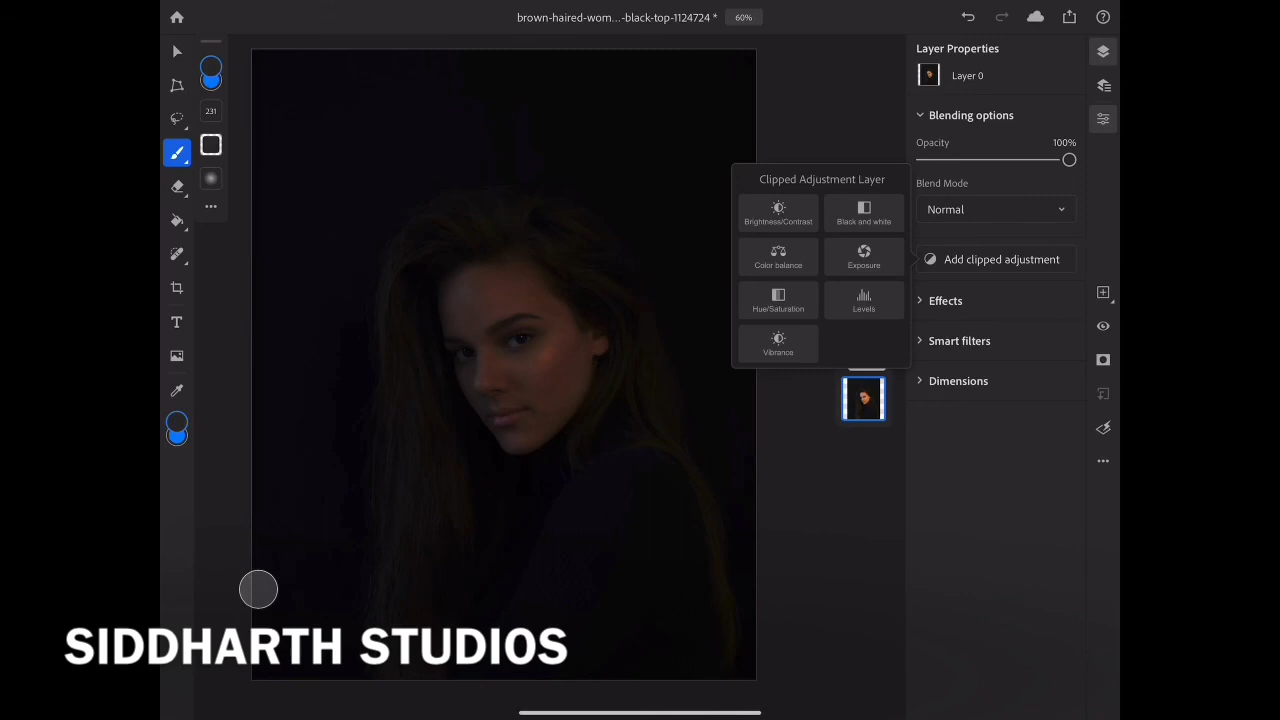 brown-haired-wom...-black-top-1124724 *
60%
Layer Properties
231
Layer 0
Blending options
Opacity
100%
Clipped Adjustment Layer
Blend Mode
Brightness/Contrast
Black and white
Normal
Color balance
Exposure
Add clipped adjustment
Hue/Saturation
Levels
Effects
Vibrance
Smart filters
Dimensions
T
SIDDHARTH STUDIOS